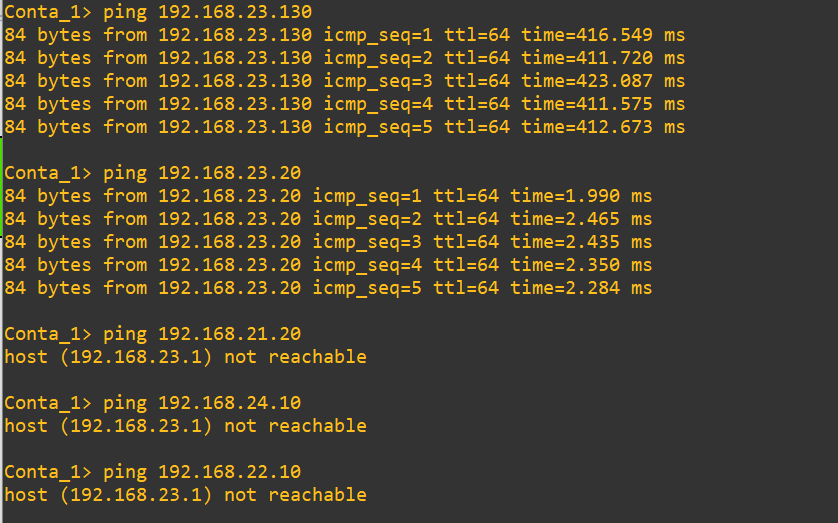 Conta_1> ping 192.168.23.130
84 bytes from 192.168.23.130 icmp_seq=1 ttl=64 time=416.549 ms
84 bytes from 192.168.23.130 icmp_seq=2 ttl=64 time=411.720 ms
84 bytes from 192.168.23.130 icmp_seq=3 ttl=64 time=423.087 ms
84 bytes from 192.168.23.130 icmp_seq=4 ttl=64 time=411.575 ms
84 bytes from 192.168.23.130 icmp_seq=5 ttl=64 time=412.673 ms
Conta_1> ping 192.168.23.20
84 bytes from 192.168.23.20 icmp_seq=1 ttl=64 time=1.990 ms
84 bytes from 192.168.23.20 icmp_seq=2 ttl=64 time=2.465 ms
84 bytes from 192.168.23.20 icmp_seq=3 ttl=64 time=2.435 ms
84 bytes from 192.168.23.20 icmp_seq=4 ttl=64 time=2.350 ms
84 bytes from 192.168.23.20 icmp_seq=5 ttl=64 time=2.284 ms
Conta_1> ping 192.168.21.20
host (192.168.23.1) not reachable
Conta_1> ping 192.168.24.10
host (192.168.23.1) not reachable
Conta_1> ping 192.168.22.10
host (192.168.23.1) not reachable